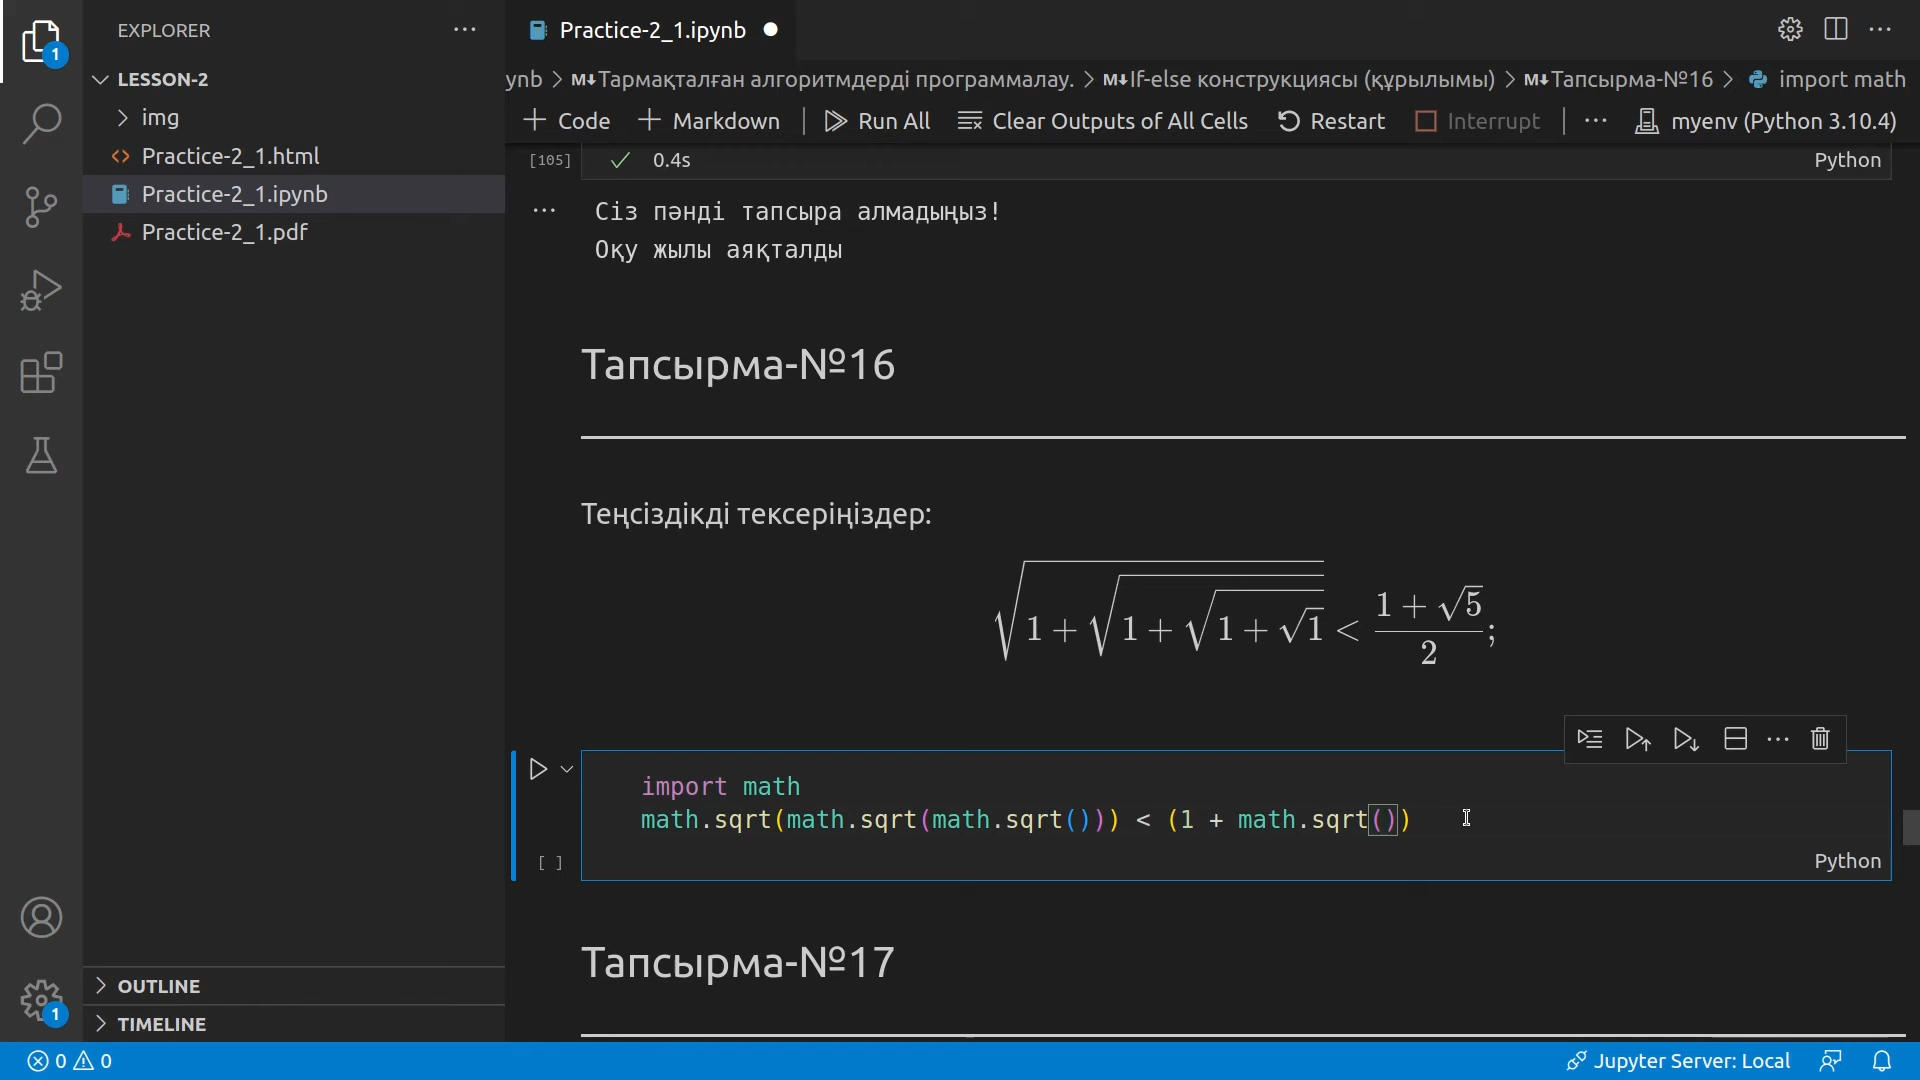 EXPLORER
LESSON-2
img
Practice-2_1.html
Practice-2_1.ipynb
Practice-2_1.pdf
OUTLINE
TIMELINE
1
1
Practice-2_1.ipynb
ynb > M↓Тармақталған алгоритмдерді программалау. > M↓If-else конструкциясы (құрылымы) > M↓Тапсырма-№16 > import math
Code Markdown Run All Clear Outputs of All Cells Restart Interrupt ... myenv (Python 3.10.4)
[105] ✓ 0.4s Python
Сіз пәнді тапсыра алмадыңыз!
Оқу жылы аяқталды
Тапсырма-№16
Теңсіздікді тексеріңіздер:
√(1 + √(1 + √(1 + √1))) < (1 + √5)/2;
import math
math.sqrt(math.sqrt(math.sqrt())) < (1 + math.sqrt())
[ ] Python
Тапсырма-№17
0 0 Jupyter Server: Local